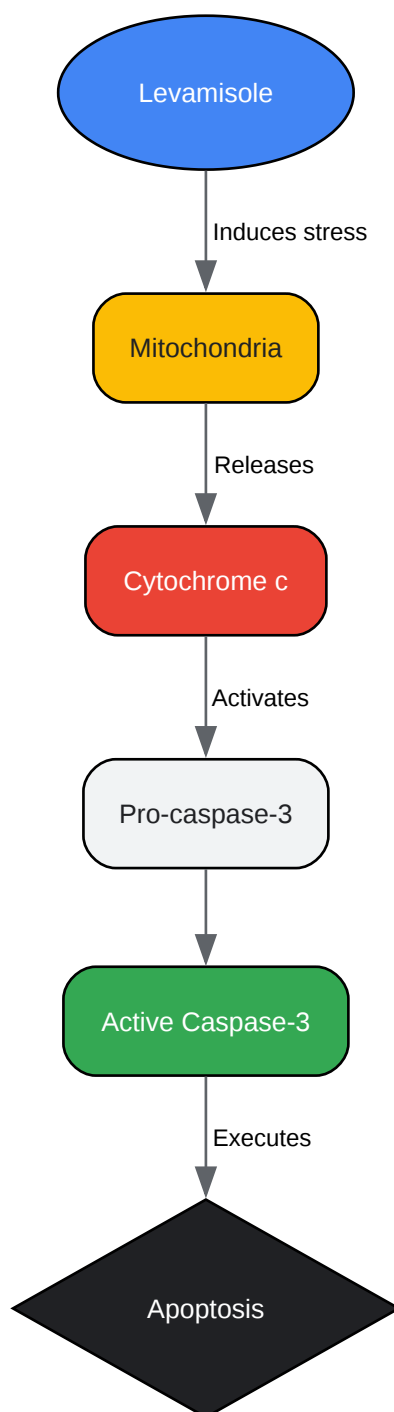 Levamisole
Induces stress
Mitochondria
Releases
Cytochrome c
Activates
Pro-caspase-3
Active Caspase-3
Executes
Apoptosis